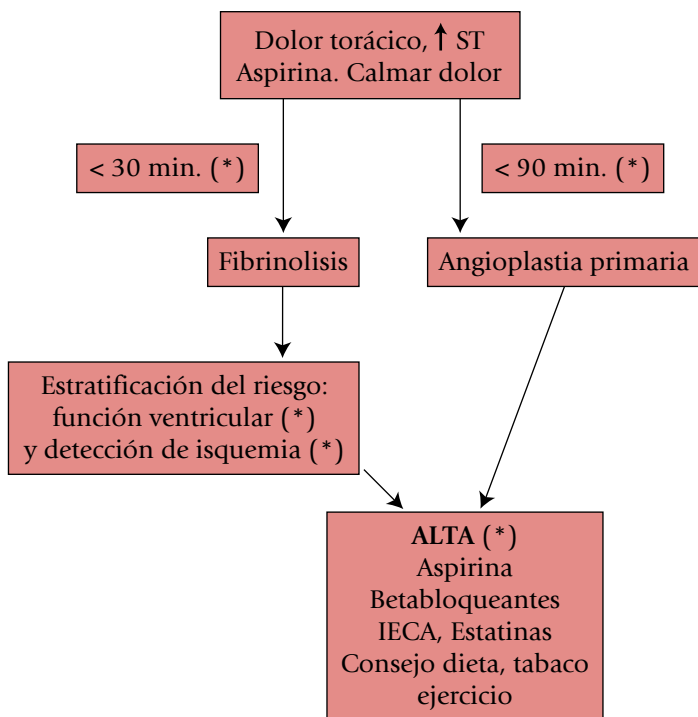 Dolor torácico, ↑ ST
Aspirina. Calmar dolor
< 30 min. (*)
< 90 min. (*)
Fibrinolisis
Angioplastia primaria
Estratificación del riesgo:
función ventricular (*)
y detección de isquemia (*)
ALTA (*)
Aspirina
Betabloqueantes
IECA, Estatinas
Consejo dieta, tabaco
ejercicio